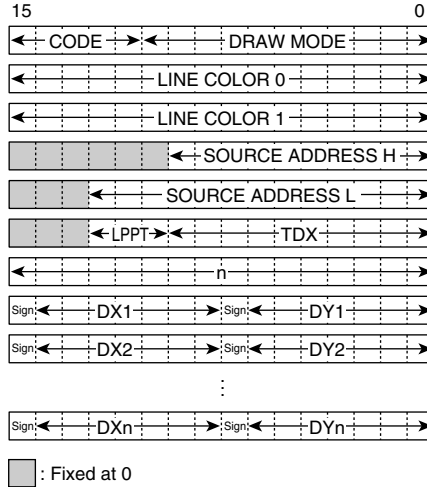 15 0
CODE DRAW MODE
LINE COLOR 0
LINE COLOR 1
SOURCE ADDRESS H
SOURCE ADDRESS L
LPPT TDX
n
Sign DX1 Sign DY1
Sign DX2 Sign DY2
⋮
Sign DXn Sign DYn
: Fixed at 0